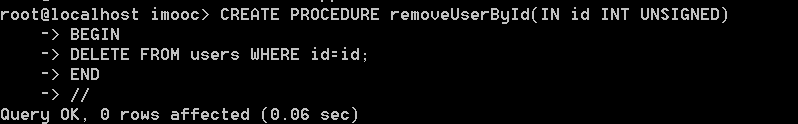 root@localhost imooc> CREATE PROCEDURE removeUserById(IN id INT UNSIGNED)
-> BEGIN
-> DELETE FROM users WHERE id=id;
-> END
-> //
Query OK, 0 rows affected (0.06 sec)